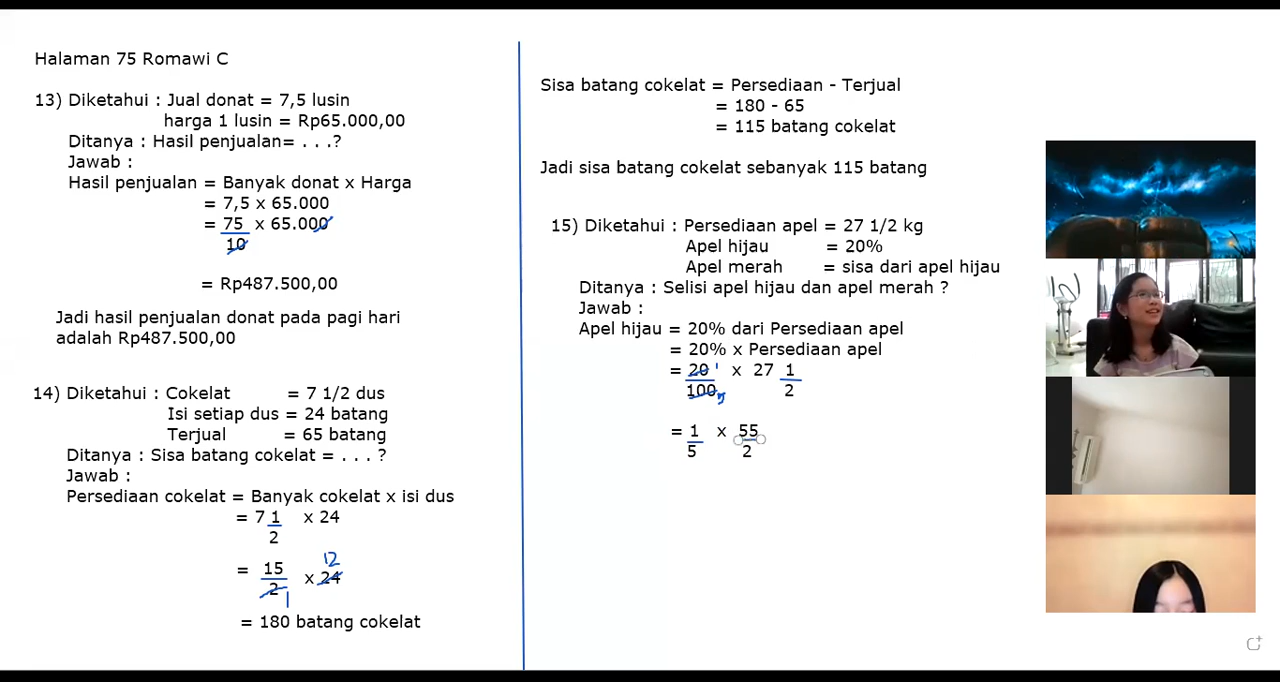 Halaman 75 Romawi C
13) Diketahui : Jual donat = 7,5 lusin
harga 1 lusin = Rp65.000,00
Ditanya : Hasil penjualan= . . .?
Jawab :
Hasil penjualan = Banyak donat x Harga
= 7,5 x 65.000
= 75 x 65.000
10
= Rp487.500,00
Jadi hasil penjualan donat pada pagi hari
adalah Rp487.500,00
14) Diketahui : Cokelat = 7 1/2 dus
Isi setiap dus = 24 batang
Terjual = 65 batang
Ditanya : Sisa batang cokelat = . . . ?
Jawab :
Persediaan cokelat = Banyak cokelat x isi dus
= 7 1 x 24
2
12
= 15 x 24
2 1
= 180 batang cokelat
Sisa batang cokelat = Persediaan - Terjual
= 180 - 65
= 115 batang cokelat
Jadi sisa batang cokelat sebanyak 115 batang
15) Diketahui : Persediaan apel = 27 1/2 kg
Apel hijau = 20%
Apel merah = sisa dari apel hijau
Ditanya : Selisi apel hijau dan apel merah ?
Jawab :
Apel hijau = 20% dari Persediaan apel
= 20% x Persediaan apel
= 20 1 x 27 1
100 5 2
= 1 x 55
5 2